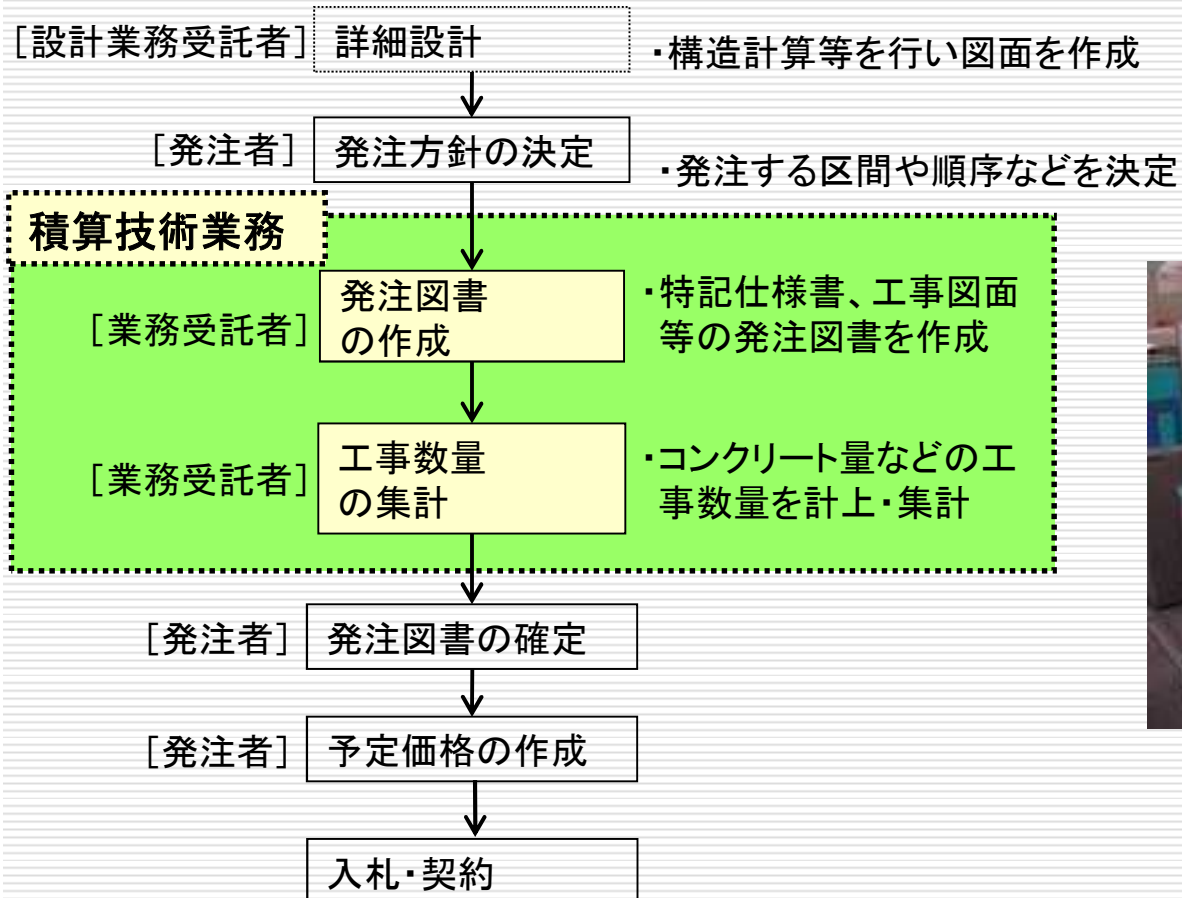 [設計業務受託者] 詳細設計 ・構造計算等を行い図面を作成
[発注者] 発注方針の決定 ・発注する区間や順序などを決定
積算技術業務
[業務受託者] 発注図書
の作成
・特記仕様書、工事図面
等の発注図書を作成
[業務受託者] 工事数量
の集計
・コンクリート量などの工
事数量を計上・集計
[発注者] 発注図書の確定
[発注者] 予定価格の作成
入札・契約